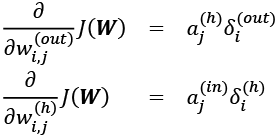 ∂/∂w_{i,j}^{(out)} J(W) = a_j^{(h)} δ_i^{(out)}
∂/∂w_{i,j}^{(h)} J(W) = a_j^{(in)} δ_i^{(h)}